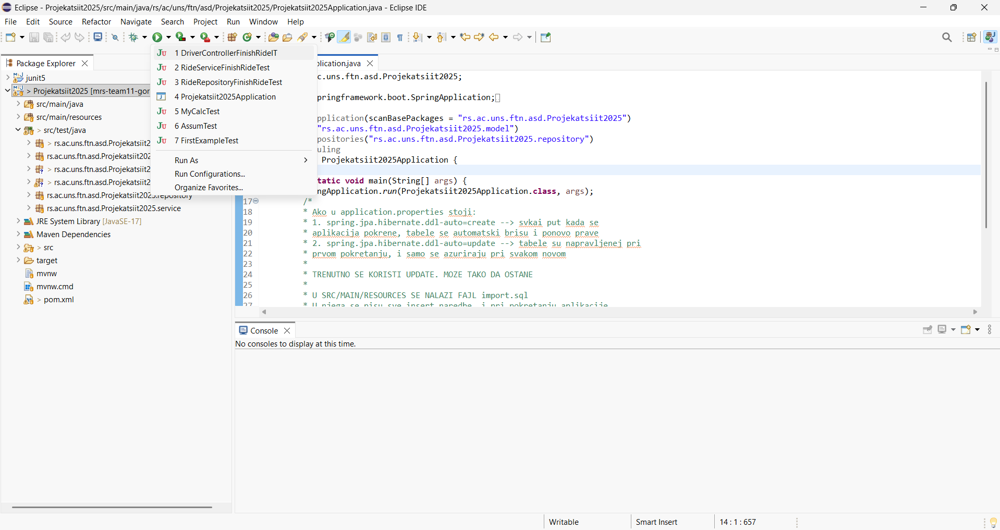 Eclipse - Projekatsiit2025/src/main/java/rs/ac/uns/ftn/asd/Projekatsiit2025/Projekatsiit2025Application.java - Eclipse IDE
File Edit Source Refactor Navigate Search Project Run Window Help
Package Explorer
junit5
> Projekatsiit2025 [mrs-team11-gor
src/main/java
src/main/resources
> src/test/java
> rs.ac.uns.ftn.asd.Projekatsiit2
rs.ac.uns.ftn.asd.Projekatsiit202
> rs.ac.uns.ftn.asd.Projekatsiit2
> rs.ac.uns.ftn.asd.Projekatsiit2
rs.ac.uns.ftn.asd.Projekatsiit2025.repository
rs.ac.uns.ftn.asd.Projekatsiit2025.service
JRE System Library [JavaSE-17]
Maven Dependencies
> src
target
mvnw
mvnw.cmd
> pom.xml
1 DriverControllerFinishRideIT
2 RideServiceFinishRideTest
3 RideRepositoryFinishRideTest
4 Projekatsiit2025Application
5 MyCalcTest
6 AssumTest
7 FirstExampleTest
Run As
Run Configurations...
Organize Favorites...
plication.java
c.uns.ftn.asd.Projekatsiit2025;
pringframework.boot.SpringApplication;
pplication(scanBasePackages = "rs.ac.uns.ftn.asd.Projekatsiit2025")
"rs.ac.uns.ftn.asd.Projekatsiit2025.model")
positories("rs.ac.uns.ftn.asd.Projekatsiit2025.repository")
uling
Projekatsiit2025Application {
tatic void main(String[] args) {
ngApplication.run(Projekatsiit2025Application.class, args);
17 /*
18 * Ako u application.properties stoji:
19 * 1. spring.jpa.hibernate.ddl-auto=create --> svkai put kada se
20 * aplikacija pokrene, tabele se automatski brisu i ponovo prave
21 * 2. spring.jpa.hibernate.ddl-auto=update --> tabele su napravljenej pri
22 * prvom pokretanju, i samo se azuriraju pri svakom novom
23 *
24 * TRENUTNO SE KORISTI UPDATE. MOZE TAKO DA OSTANE
25 *
26 * U SRC/MAIN/RESOURCES SE NALAZI FAJL import.sql
27 * U njega se pisu sve insert naredbe, i pri pokretanju aplikacije
Console
No consoles to display at this time.
Writable
Smart Insert
14 : 1 : 657